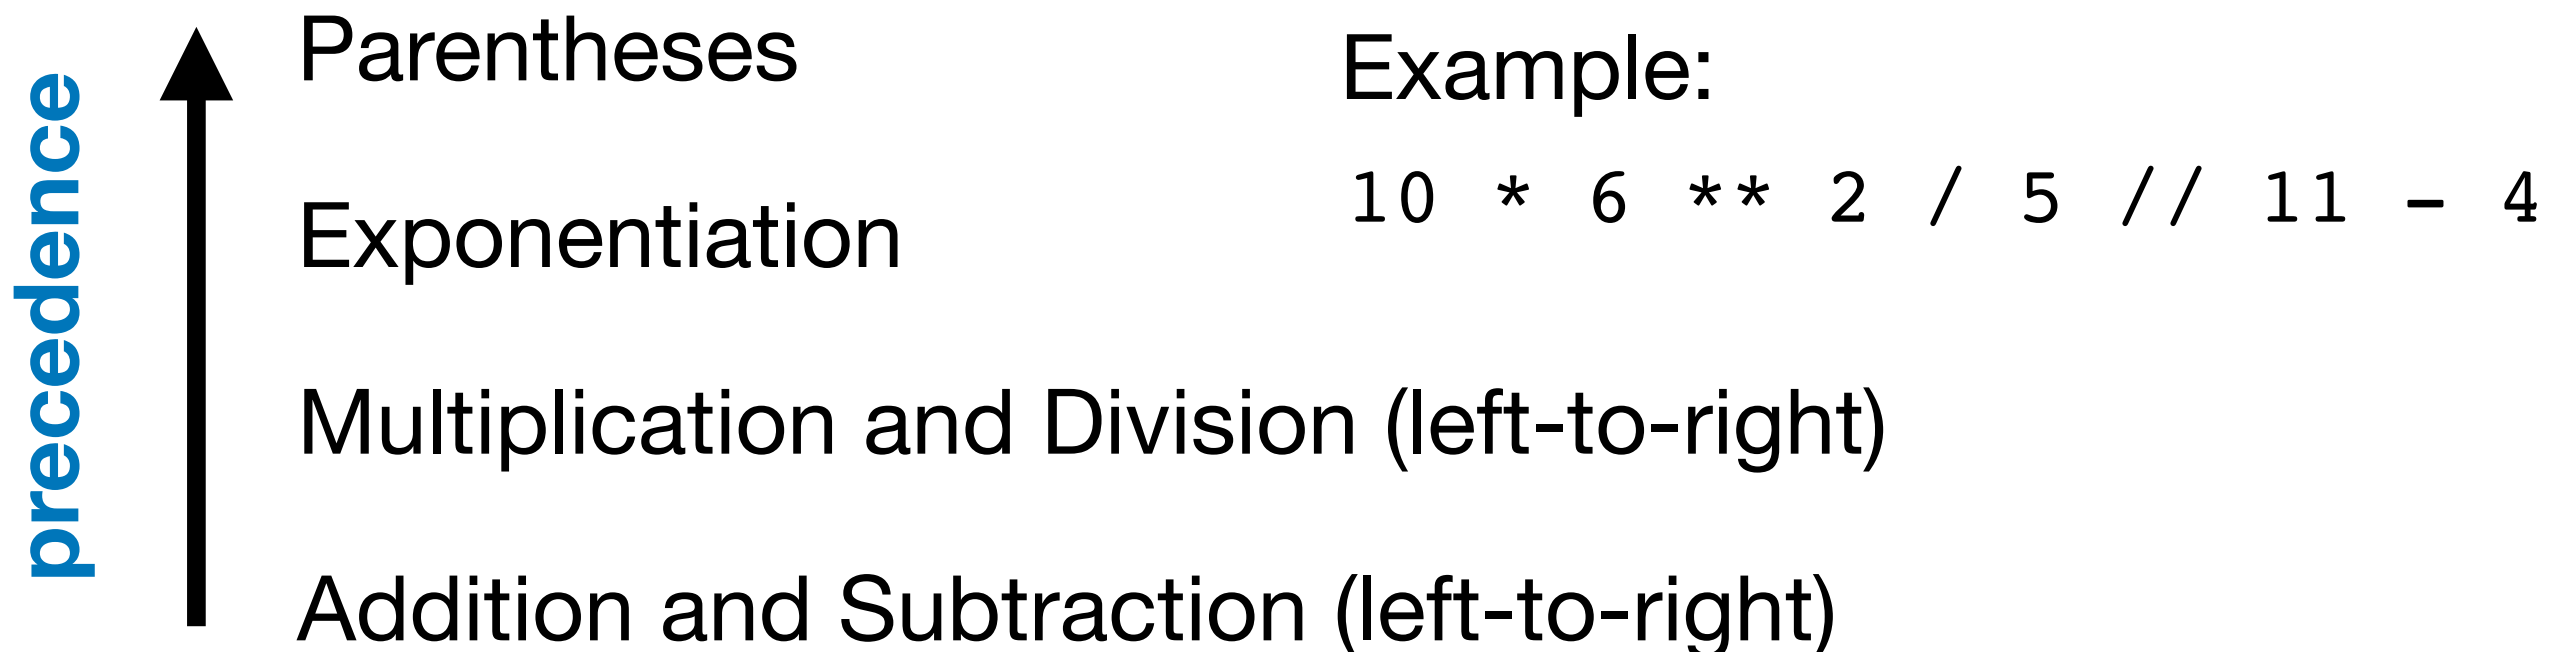 precedence
Parentheses
Exponentiation
Multiplication and Division (left-to-right)
Addition and Subtraction (left-to-right)
Example:
10 * 6 ** 2 / 5 // 11 - 4